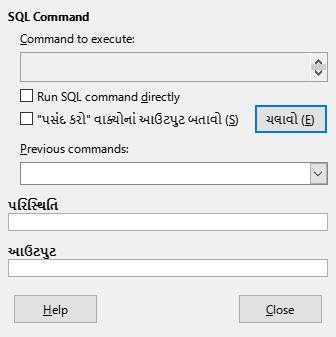 SQL Command
Command to execute:
Run SQL command directly
"પસંદ કરો" વાક્યોનાં આઉટપુટ બતાવો (S)
ચલાવો (E)
Previous commands:
પરિસ્થિતિ
આઉટપુટ
Help
Close